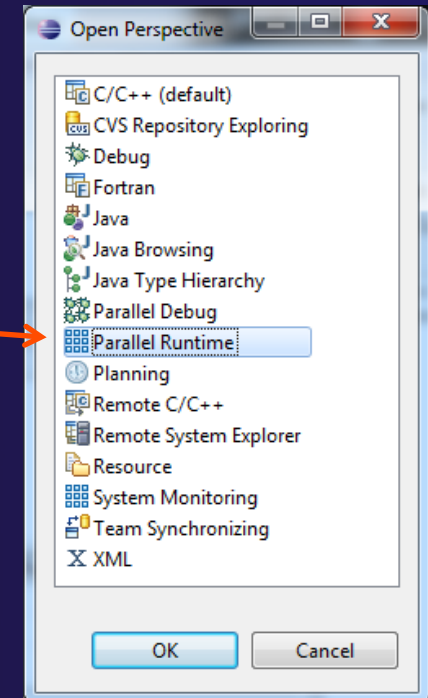 Open Perspective
C/C++ (default)
CVS Repository Exploring
Debug
Fortran
Java
Java Browsing
Java Type Hierarchy
Parallel Debug
Parallel Runtime
Planning
Remote C/C++
Remote System Explorer
Resource
System Monitoring
Team Synchronizing
XML
OK Cancel